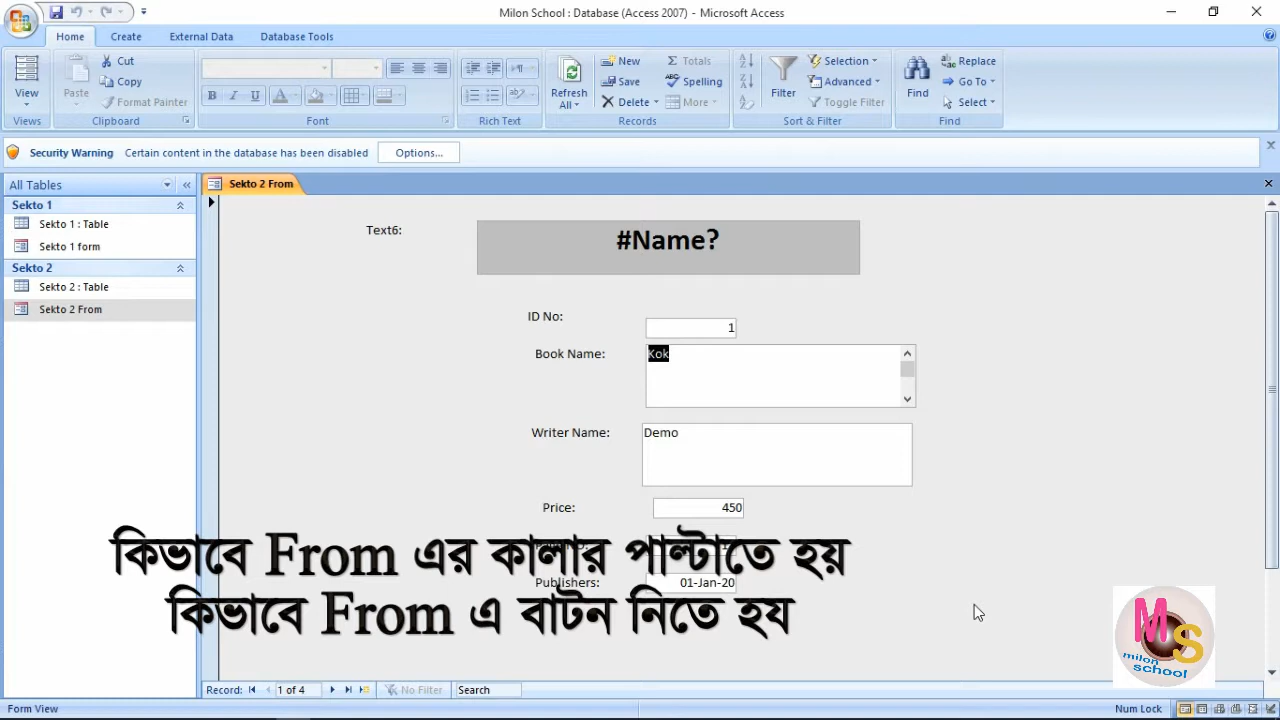 Milon School : Database (Access 2007) - Microsoft Access
Home Create External Data Database Tools
View
Views
Paste
Cut
Copy
Format Painter
Clipboard
B I U A
Font
Rich Text
Refresh All
New
Save
Delete
Totals
Spelling
More
Records
Filter
Selection
Advanced
Toggle Filter
Sort & Filter
Find
Replace
Go To
Select
Find
Security Warning Certain content in the database has been disabled Options...
All Tables
Sekto 1
Sekto 1 : Table
Sekto 1 form
Sekto 2
Sekto 2 : Table
Sekto 2 From
Sekto 2 From
Text6: #Name?
ID No: 1
Book Name: Kok
Writer Name: Demo
Price: 450
কিভাবে From এর কালার পাল্টাতে হয়
Publishers: 01-Jan-20
কিভাবে From এ বাটন নিতে হয
MS
milon
school
Record: 1 of 4 No Filter Search
Form View Num Lock